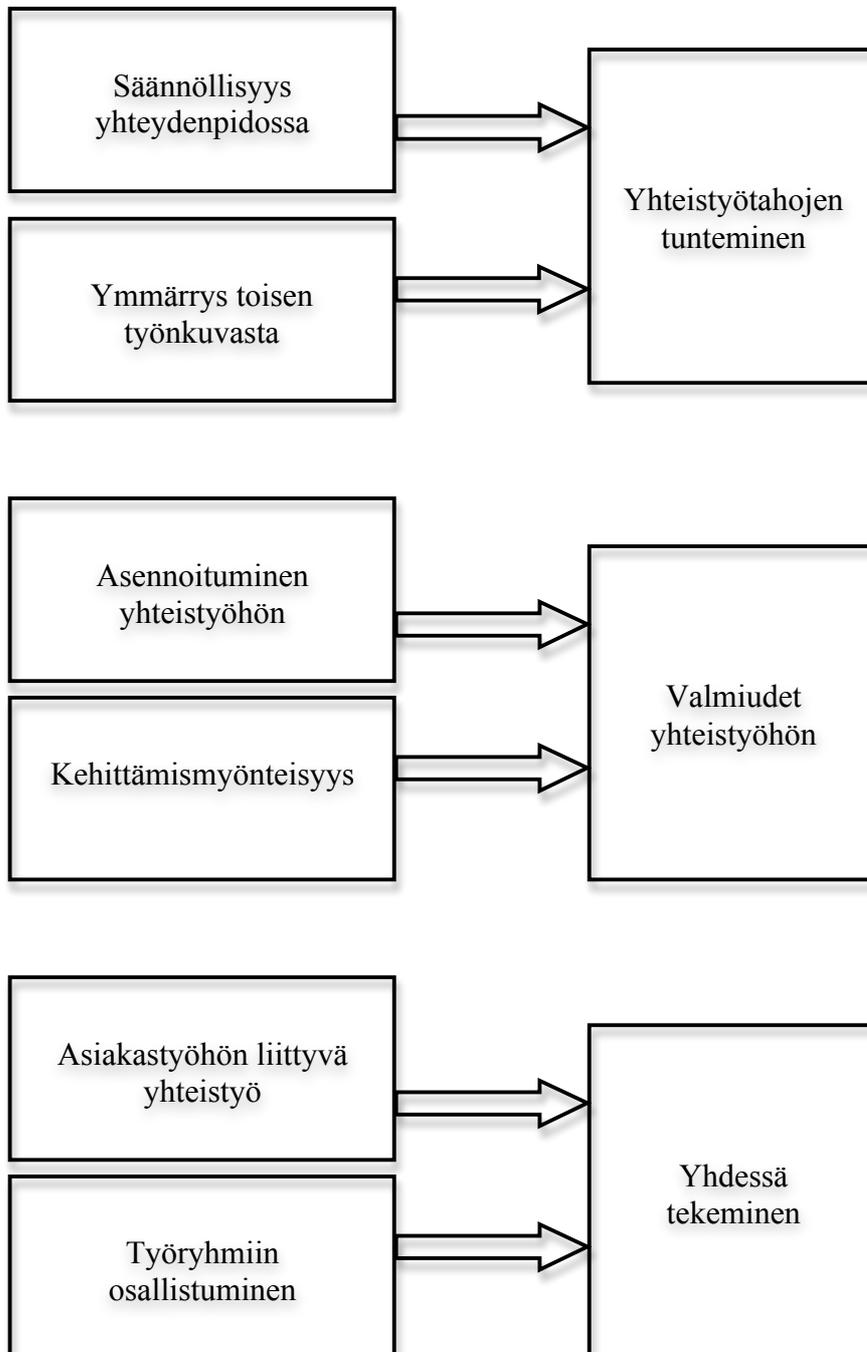 Säännöllisyys
yhteydenpidossa
Ymmärrys toisen
työnkuvasta
Yhteistyötahojen
tunteminen
Asennoituminen
yhteistyöhön
Kehittämismyönteisyys
Valmiudet
yhteistyöhön
Asiakastyöhön liittyvä
yhteistyö
Työryhmiin
osallistuminen
Yhdessä
tekeminen